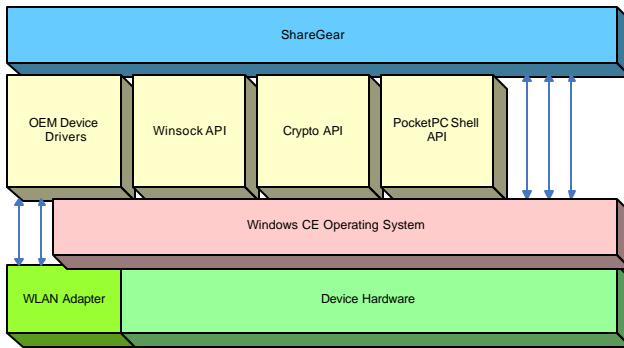 ShareGear
OEM Device
Drivers
Winsock API
Crypto API
PocketPC Shell
API
Windows CE Operating System
WLAN Adapter
Device Hardware